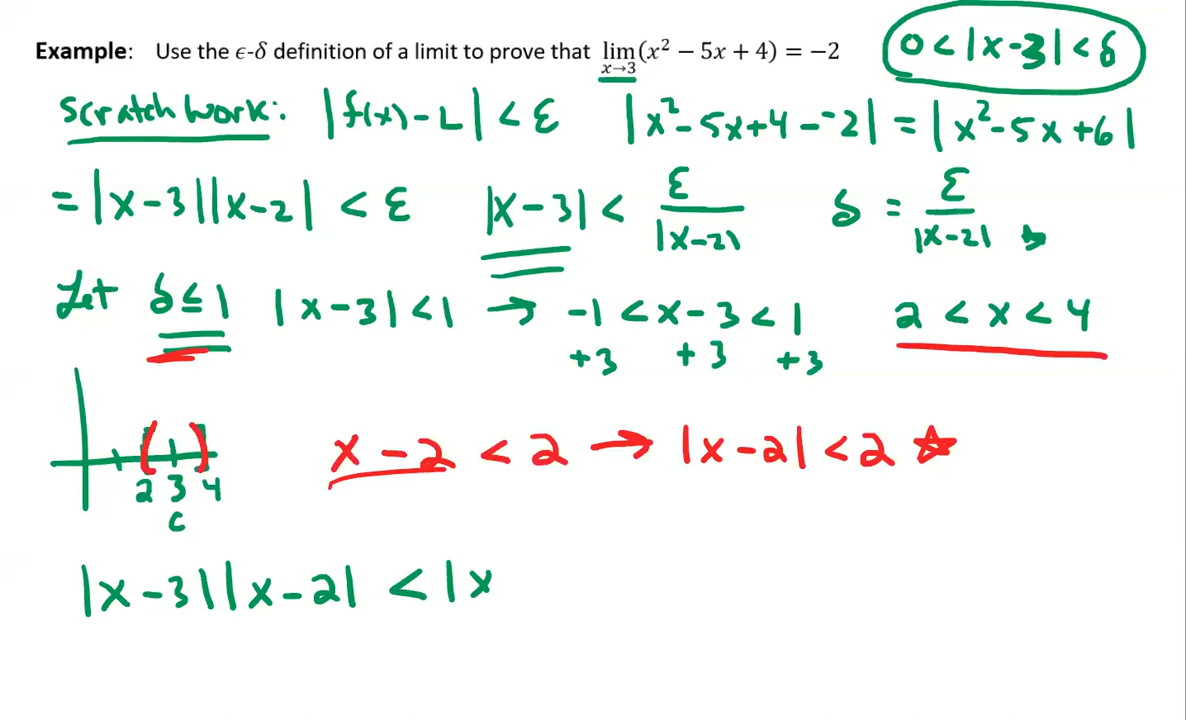 Example: Use the ϵ-δ definition of a limit to prove that lim x→3 (x² − 5x + 4) = −2
0 < |x-3| < δ
Scratch Work: |f(x) - L| < ε |x² - 5x + 4 - -2| = |x² - 5x + 6|
= |x-3||x-2| < ε |x-3| < ε/|x-2| δ = ε/|x-2|
Let δ ≤ 1 |x-3| < 1 → -1 < x-3 < 1 2 < x < 4
+3 +3 +3
x - 2 < 2 → |x-2| < 2 ☆
2 3 4
c
|x-3||x-2| < |x